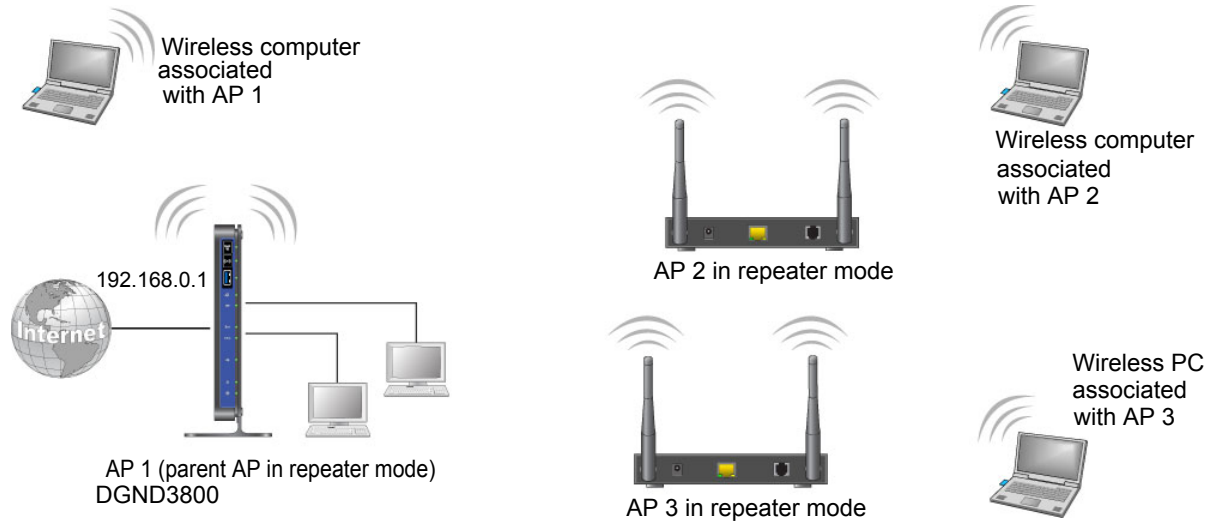 Wireless computer
associated
with AP 1
Wireless computer
associated
with AP 2
192.168.0.1
Internet
AP 2 in repeater mode
Wireless PC
associated
with AP 3
AP 1 (parent AP in repeater mode)
DGND3800
AP 3 in repeater mode